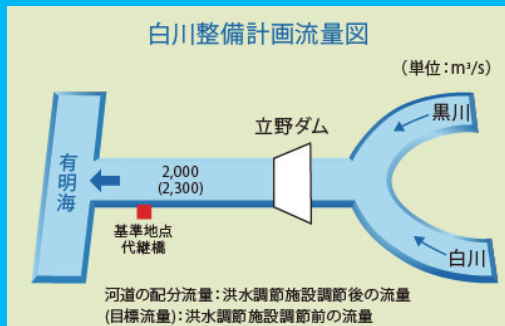 白川整備計画流量図
(単位:m³/s)
黒川
立野ダム
有明海
2,000
(2,300)
基準地点
代継橋
白川
河道の配分流量:洪水調節施設調節後の流量
(目標流量):洪水調節施設調節前の流量